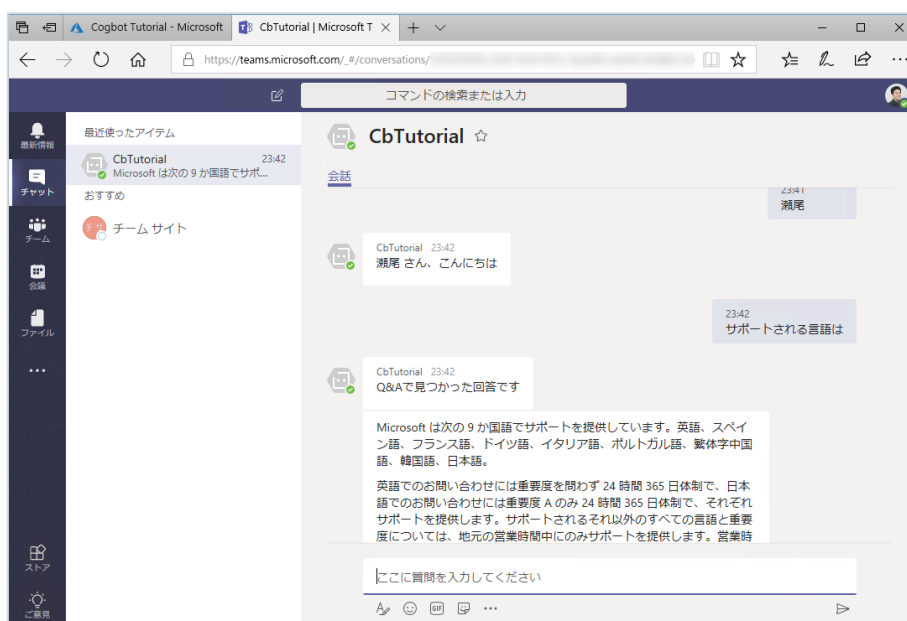 Cogbot Tutorial - Microsoft
CbTutorial | Microsoft T
https://teams.microsoft.com/_#/conversations/
コマンドの検索または入力
最新情報
チャット
チーム
会議
ファイル
ストア
ご意見
最近使ったアイテム
CbTutorial 23:42
Microsoft は次の 9 か国語でサポ...
おすすめ
チサ
チーム サイト
CbTutorial
会話
23:41
瀬尾
CbTutorial 23:42
瀬尾 さん、こんにちは
23:42
サポートされる言語は
CbTutorial 23:42
Q&Aで見つかった回答です
Microsoft は次の 9 か国語でサポートを提供しています。英語、スペイ
ン語、フランス語、ドイツ語、イタリア語、ポルトガル語、繁体字中国
語、韓国語、日本語。
英語でのお問い合わせには重要度を問わず 24 時間 365 日体制で、日本
語でのお問い合わせには重要度 A のみ 24 時間 365 日体制で、それぞれ
サポートを提供します。サポートされるそれ以外のすべての言語と重要
度については、地元の営業時間中にのみサポートを提供します。営業時
ここに質問を入力してください
GIF